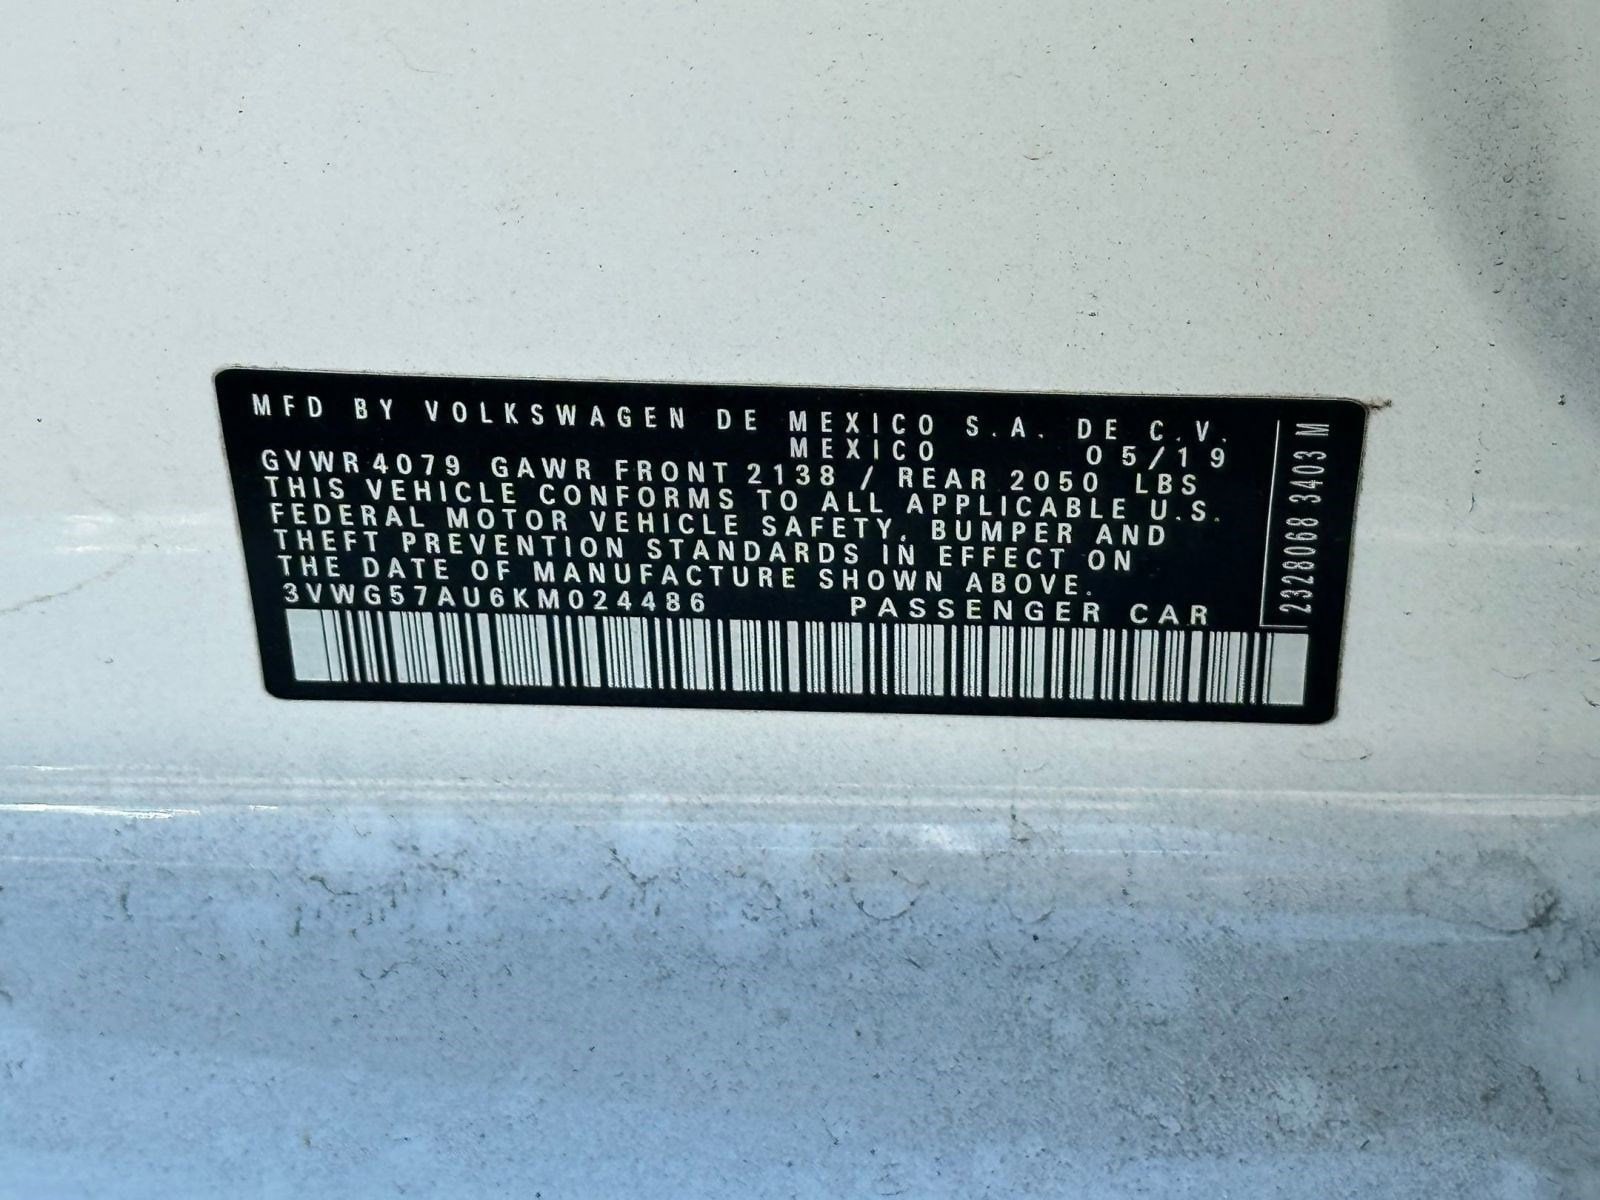 MFD BY VOLKSWAGEN DE MEXICO S.A. DE C.V.
MEXICO 05/19
GVWR 4079 GAWR FRONT 2138 / REAR 2050 LBS
THIS VEHICLE CONFORMS TO ALL APPLICABLE U.S.
FEDERAL MOTOR VEHICLE SAFETY, BUMPER AND
THEFT PREVENTION STANDARDS IN EFFECT ON
THE DATE OF MANUFACTURE SHOWN ABOVE.
3VWG57AU6KM024486 PASSENGER CAR
2328068 3403 M